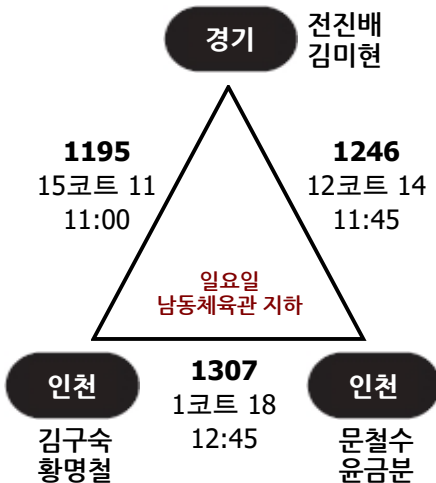 경기
전진배
김미현
1195
15코트 11
11:00
1246
12코트 14
11:45
일요일
남동체육관 지하
인천
김구숙
황명철
1307
1코트 18
12:45
인천
문철수
윤금분